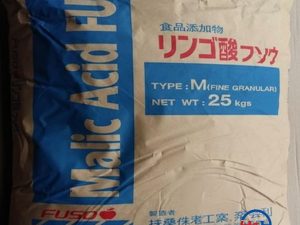 Malic Acid FU
食品添加物
リンゴ酸フソウ
TYPE: M(FINE GRANULAR)
NET WT: 25 kgs
FUSO
製造者